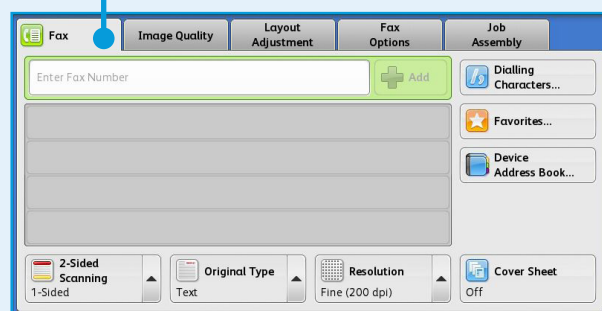 Fax
Image Quality
Layout
Adjustment
Fax
Options
Job
Assembly
Enter Fax Number
Add
Dialling
Characters...
Favorites...
Device
Address Book...
2-Sided
Scanning
1-Sided
Original Type
Text
Resolution
Fine (200 dpi)
Cover Sheet
Off